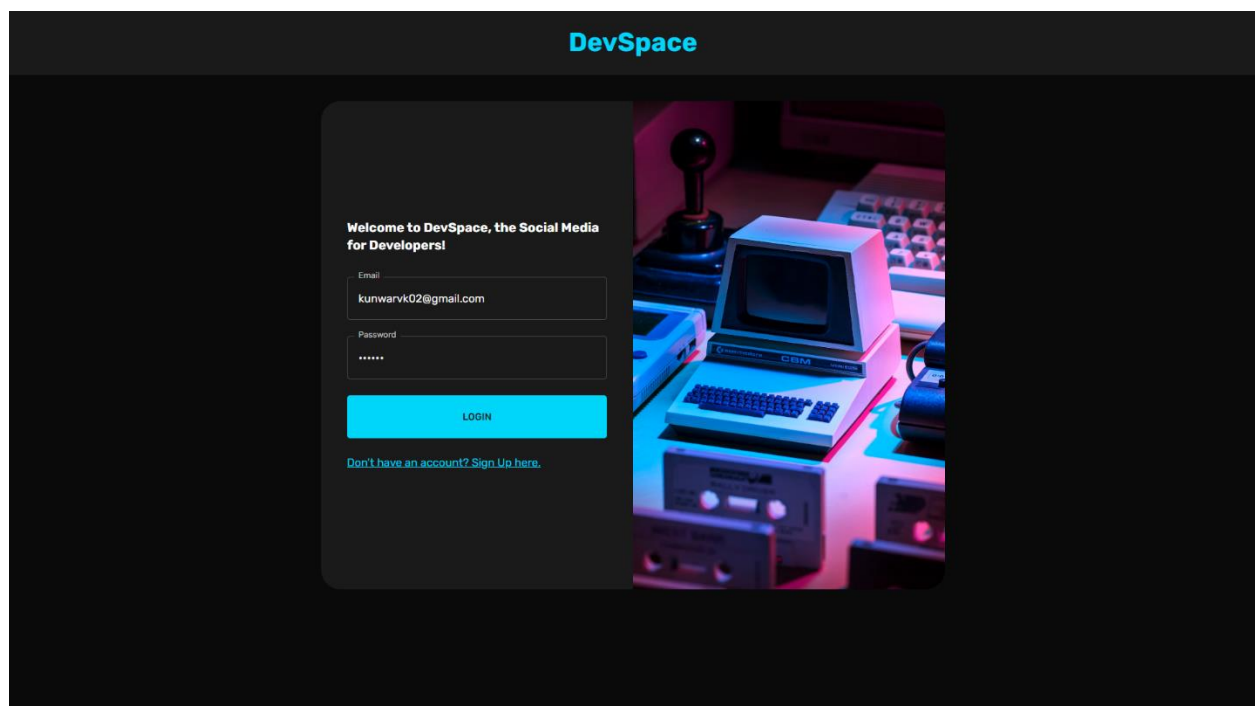 DevSpace
Welcome to DevSpace, the Social Media
for Developers!
Email
kunwarvk02@gmail.com
Password
••••••
LOGIN
Don't have an account? Sign Up here.
CBM